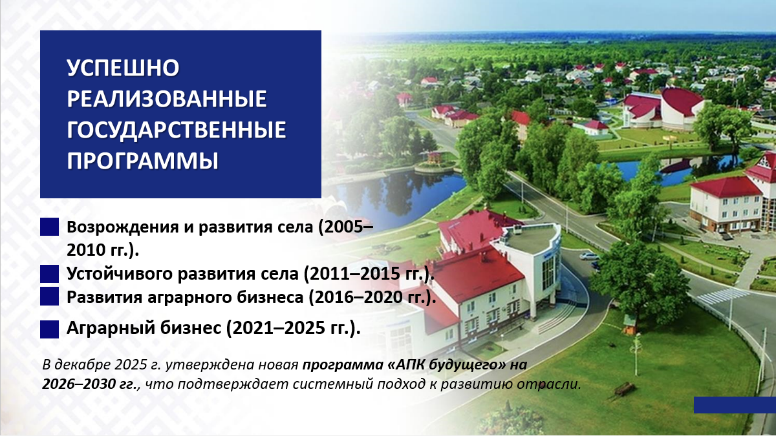 УСПЕШНО
РЕАЛИЗОВАННЫЕ
ГОСУДАРСТВЕННЫЕ
ПРОГРАММЫ
Возрождения и развития села (2005–
2010 гг.).
Устойчивого развития села (2011–2015 гг.).
Развития аграрного бизнеса (2016–2020 гг.).
Аграрный бизнес (2021–2025 гг.).
В декабре 2025 г. утверждена новая программа «АПК будущего» на
2026–2030 гг., что подтверждает системный подход к развитию отрасли.